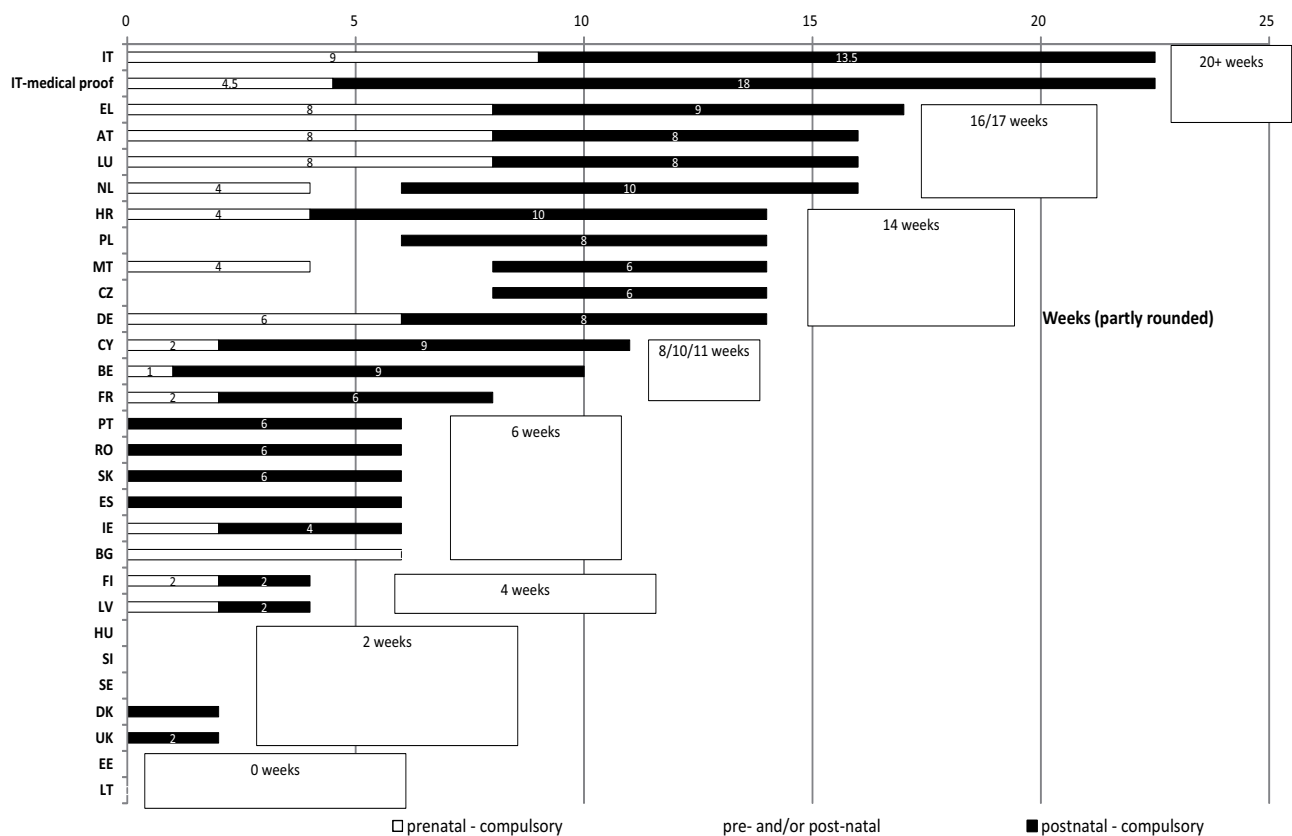 0 5 10 15 20 25
IT 9 13.5
20+ weeks
IT-medical proof 4.5 18
EL 8 9
16/17 weeks
AT 8 8
LU 8 8
NL 4 10
HR 4 10
14 weeks
PL 8
MT 4 6
CZ 6
DE 6 8
Weeks (partly rounded)
CY 2 9
8/10/11 weeks
BE 1 9
FR 2 6
PT 6
6 weeks
RO 6
SK 6
ES
IE 4
BG
FI 2 2
4 weeks
LV 2
HU
2 weeks
SI
SE
DK
UK 2
EE
0 weeks
LT
prenatal - compulsory pre- and/or post-natal postnatal - compulsory